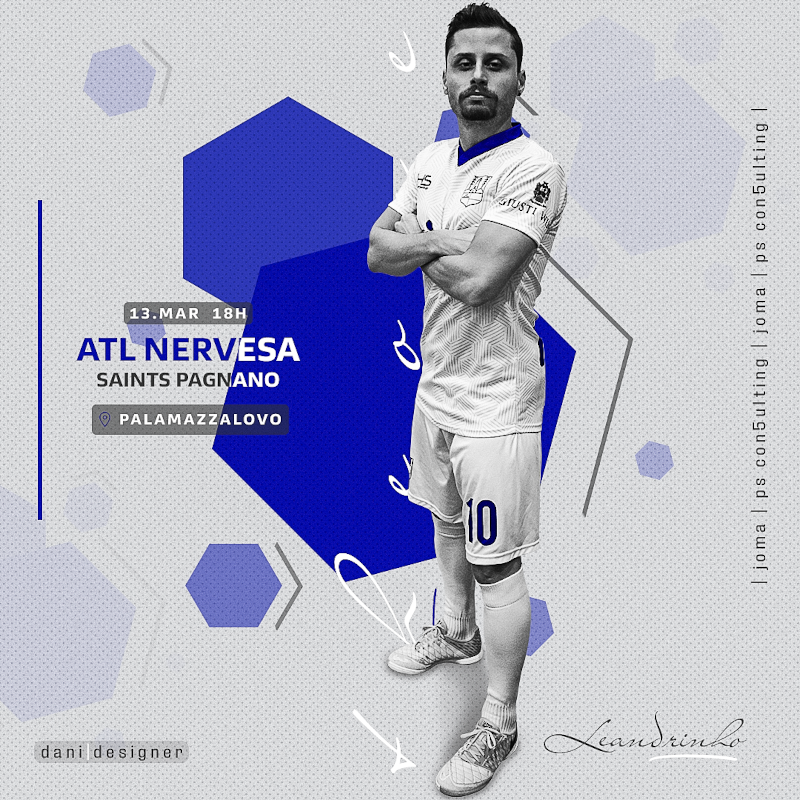 13.MAR 18H
ATL NERVESA
SAINTS PAGNANO
PALAMAZZALOVO
10
| joma | ps con5ulting | joma | ps con5ulting |
Leandrinho
dani|designer